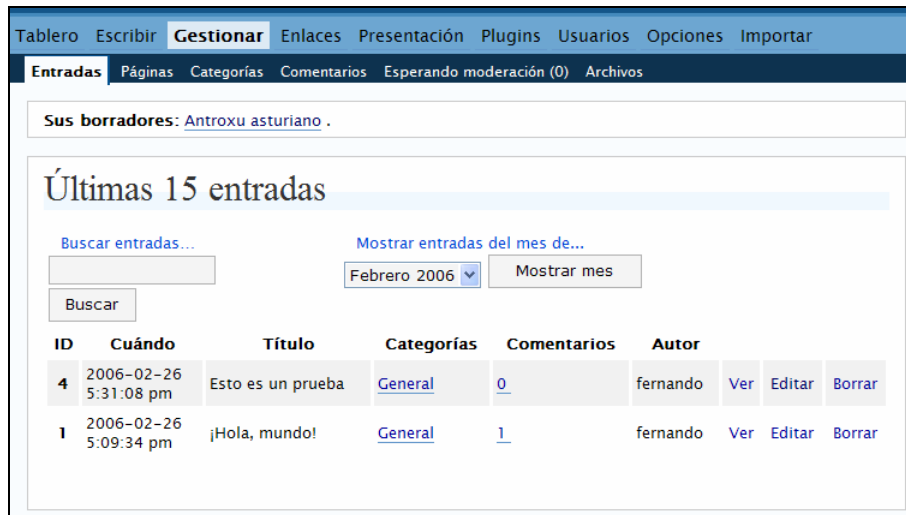 Tablero Escribir Gestionar Enlaces Presentación Plugins Usuarios Opciones Importar
Entradas Páginas Categorías Comentarios Esperando moderación (0) Archivos
Sus borradores: Antroxu asturiano .
Últimas 15 entradas
Buscar entradas... Mostrar entradas del mes de...
Febrero 2006 Mostrar mes
Buscar
ID Cuándo Título Categorías Comentarios Autor
4 2006-02-26 5:31:08 pm Esto es un prueba General 0 fernando Ver Editar Borrar
1 2006-02-26 5:09:34 pm ¡Hola, mundo! General 1 fernando Ver Editar Borrar